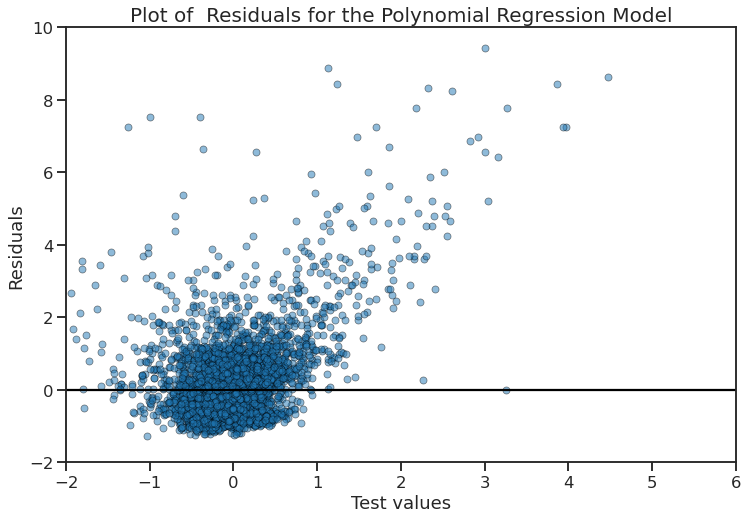 Plot of  Residuals for the Polynomial Regression Model
10
8
6
4
2
0
−2
Residuals
−2 −1 0 1 2 3 4 5 6
Test values